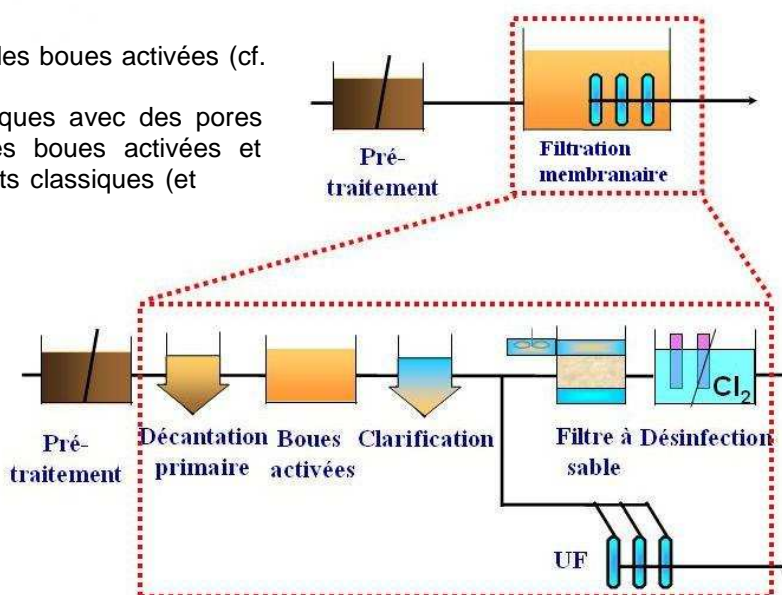 les boues activées (cf.
ques avec des pores
es boues activées et
ts classiques (et
Pré-
traitement
Filtration
membranaire
Pré-
traitement
Décantation
primaire
Boues
activées
Clarification
Filtre à
sable
Désinfection
Cl₂
UF